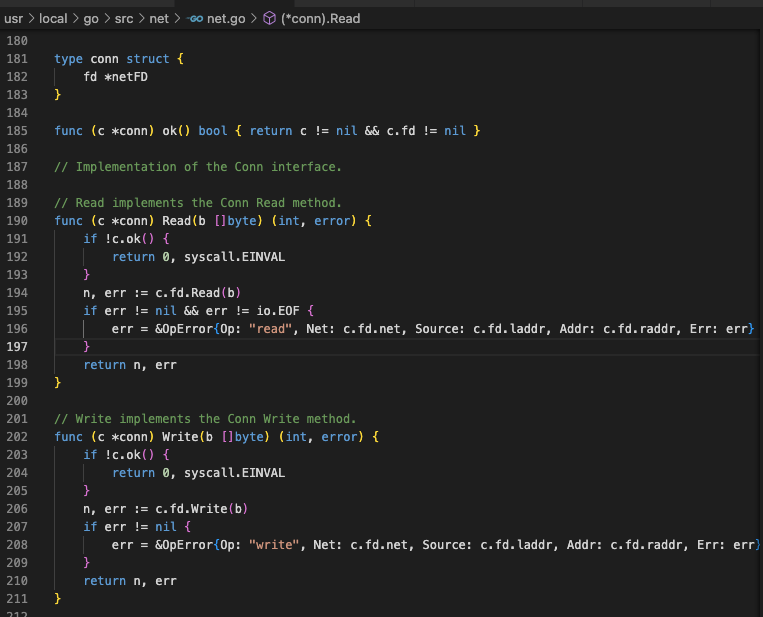 usr > local > go > src > net > net.go > (*conn).Read
180
181 type conn struct {
182     fd *netFD
183 }
184
185 func (c *conn) ok() bool { return c != nil && c.fd != nil }
186
187 // Implementation of the Conn interface.
188
189 // Read implements the Conn Read method.
190 func (c *conn) Read(b []byte) (int, error) {
191     if !c.ok() {
192         return 0, syscall.EINVAL
193     }
194     n, err := c.fd.Read(b)
195     if err != nil && err != io.EOF {
196         err = &OpError{Op: "read", Net: c.fd.net, Source: c.fd.laddr, Addr: c.fd.raddr, Err: err}
197     }
198     return n, err
199 }
200
201 // Write implements the Conn Write method.
202 func (c *conn) Write(b []byte) (int, error) {
203     if !c.ok() {
204         return 0, syscall.EINVAL
205     }
206     n, err := c.fd.Write(b)
207     if err != nil {
208         err = &OpError{Op: "write", Net: c.fd.net, Source: c.fd.laddr, Addr: c.fd.raddr, Err: err}
209     }
210     return n, err
211 }
212